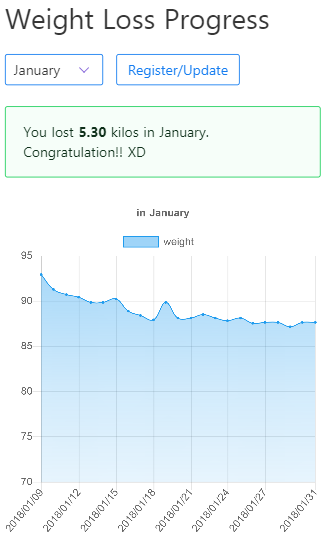 Weight Loss Progress
January
Register/Update
You lost 5.30 kilos in January.
Congratulation!! XD
in January
weight
95
90
85
80
75
70
2018/01/09
2018/01/12
2018/01/15
2018/01/18
2018/01/21
2018/01/24
2018/01/27
2018/01/31